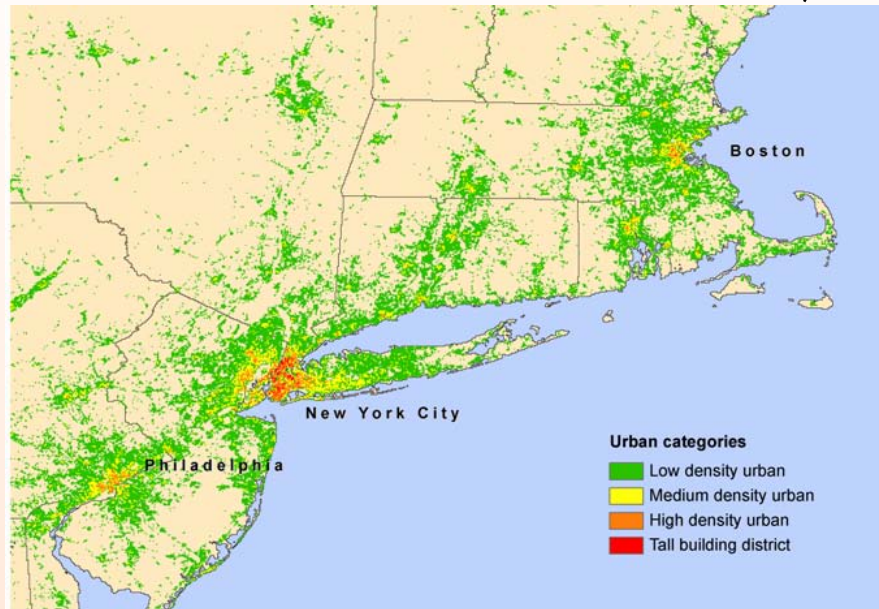 Boston
New York City
Philadelphia
Urban categories
Low density urban
Medium density urban
High density urban
Tall building district